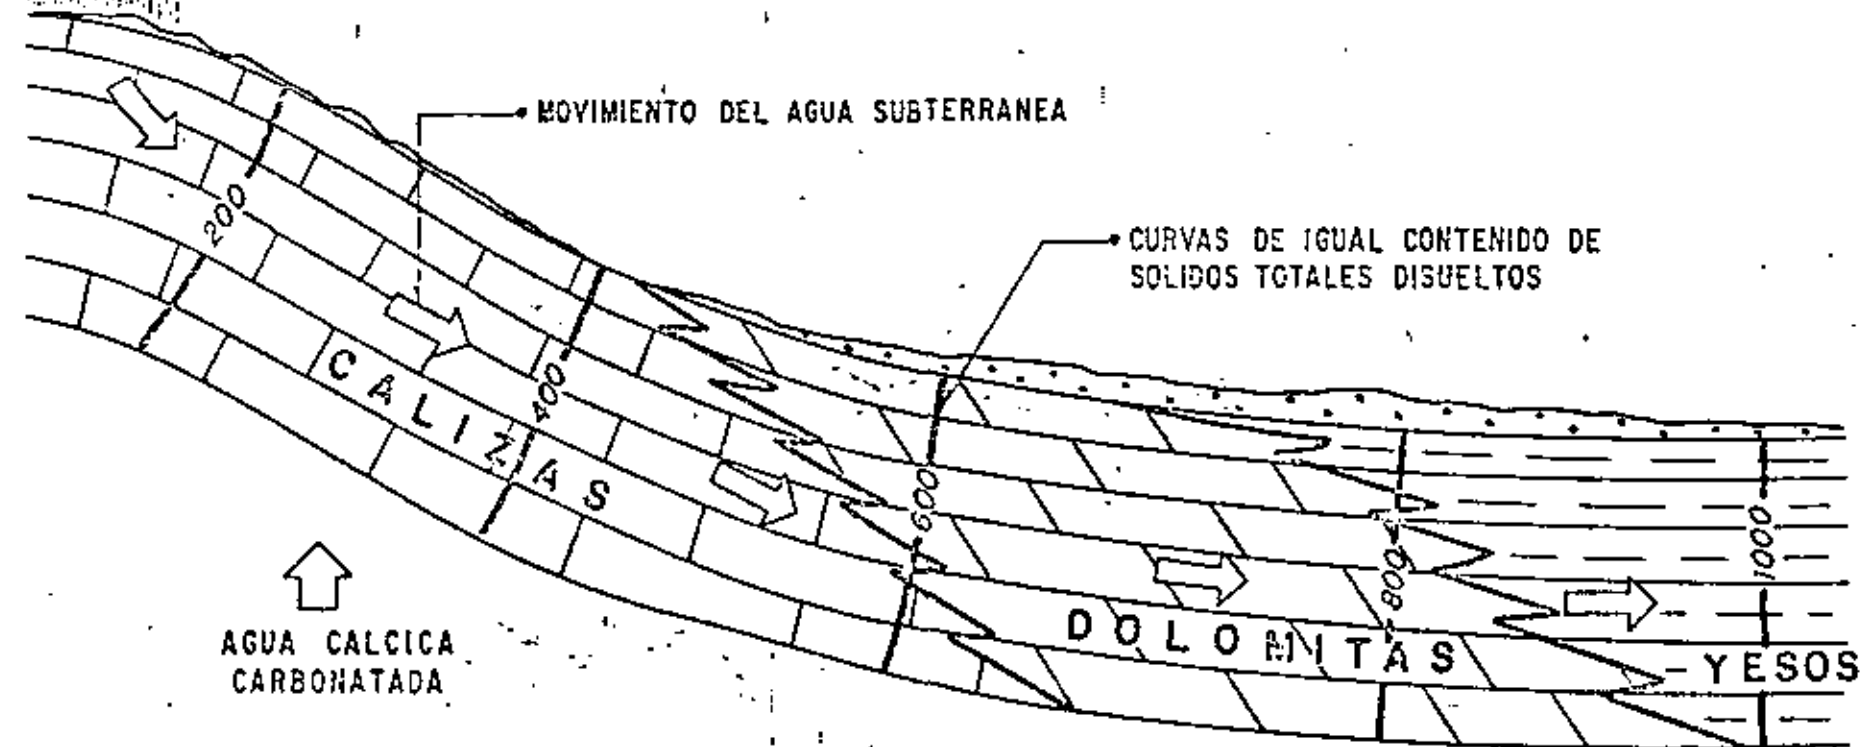 MOVIMIENTO DEL AGUA SUBTERRANEA
CURVAS DE IGUAL CONTENIDO DE
SOLIDOS TOTALES DISUELTOS
200
400
600
800
1000
CALIZAS
DOLOMITAS
YESOS
AGUA CALCICA
CARBONATADA